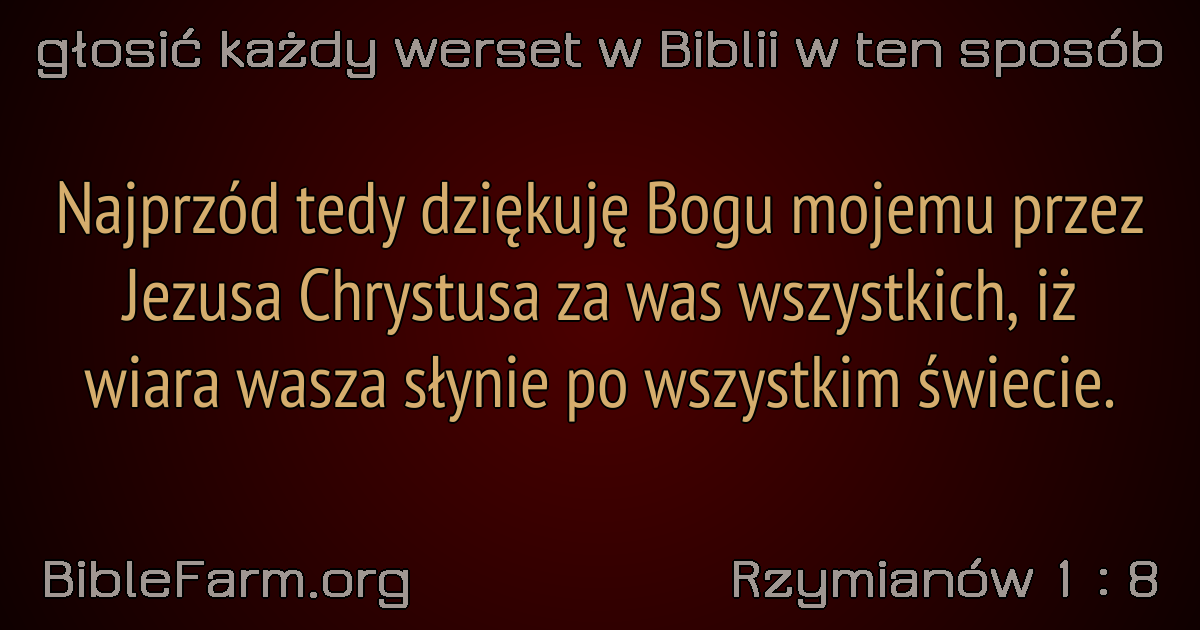 głosić każdy werset w Biblii w ten sposób
Najprzód tedy dziękuję Bogu mojemu przez
Jezusa Chrystusa za was wszystkich, iż
wiara wasza słynie po wszystkim świecie.
BibleFarm.org
Rzymianów 1 : 8